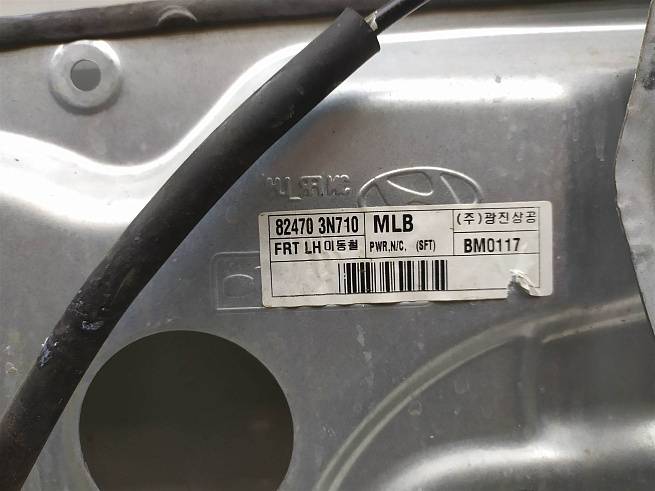 82470 3N710 MLB (주)광진상공
FRT LH 이동철 PWR,N/C, (SFT) BM0117